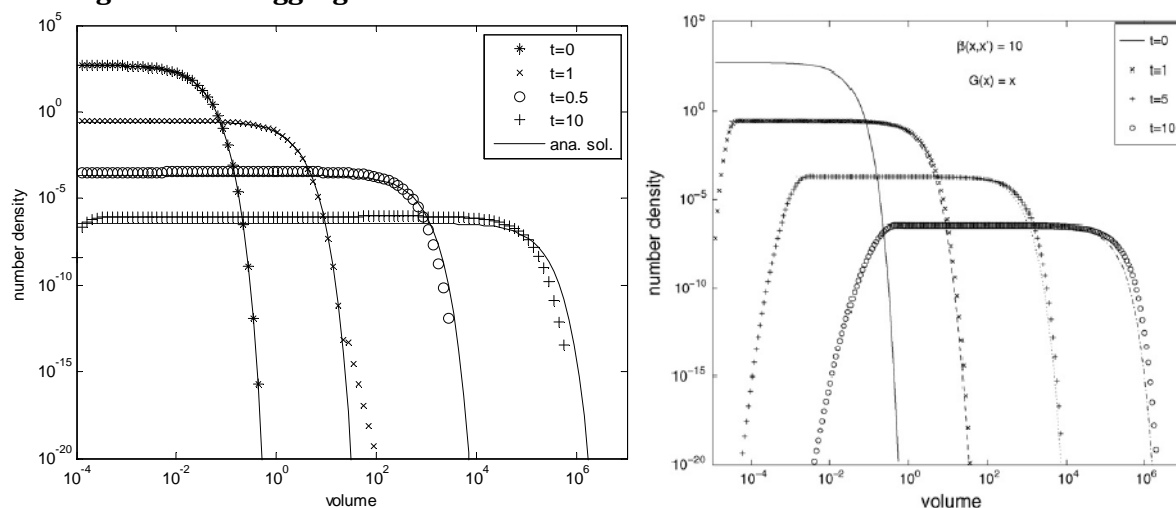 10^5
10^0
10^-5
10^-10
10^-15
10^-20
number density
10^-4
10^-2
10^0
10^2
10^4
10^6
volume
t=0
t=1
t=0.5
t=10
ana. sol.
10^5
10^0
10^-5
10^-10
10^-15
10^-20
number density
10^-4
10^-2
10^0
10^2
10^4
10^6
volume
β(x,x') = 10
G(x) = x
t=0
t=1
t=5
t=10